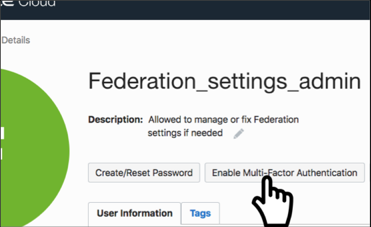 Cloud
Details
Federation_settings_admin
Description: Allowed to manage or fix Federation
settings if needed
Create/Reset Password Enable Multi-Factor Authentication
User Information Tags